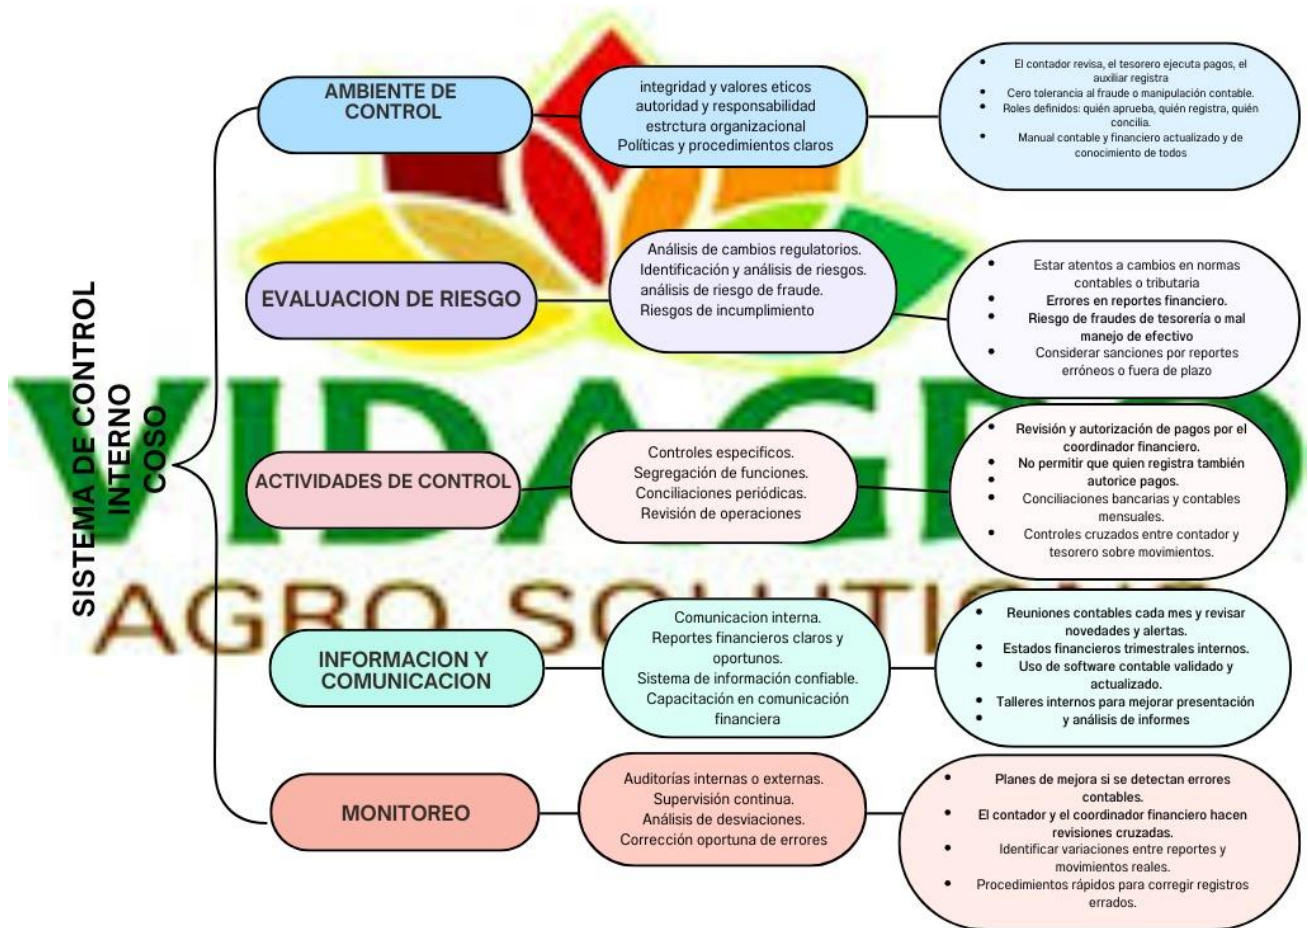 SISTEMA DE CONTROL
INTERNO
COSO
AMBIENTE DE
CONTROL
integridad y valores eticos
autoridad y responsabilidad
estrctura organizacional
Políticas y procedimientos claros
• El contador revisa, el tesorero ejecuta pagos, el
auxiliar registra
• Cero tolerancia al fraude o manipulación contable.
• Roles definidos: quién aprueba, quién registra, quién
concilia.
• Manual contable y financiero actualizado y de
conocimiento de todos
EVALUACION DE RIESGO
Análisis de cambios regulatorios.
Identificación y análisis de riesgos.
análisis de riesgo de fraude.
Riesgos de incumplimiento
• Estar atentos a cambios en normas
contables o tributaria
• Errores en reportes financiero.
• Riesgo de fraudes de tesorería o mal
manejo de efectivo
• Considerar sanciones por reportes
erróneos o fuera de plazo
ACTIVIDADES DE CONTROL
Controles especificos.
Segregación de funciones.
Conciliaciones periódicas.
Revisión de operaciones
• Revisión y autorización de pagos por el
coordinador financiero.
• No permitir que quien registra también
• autorice pagos.
• Conciliaciones bancarias y contables
mensuales.
• Controles cruzados entre contador y
tesorero sobre movimientos.
INFORMACION Y
COMUNICACION
Comunicacion interna.
Reportes financieros claros y
oportunos.
Sistema de información confiable.
Capacitación en comunicación
financiera
• Reuniones contables cada mes y revisar
novedades y alertas.
• Estados financieros trimestrales internos.
• Uso de software contable validado y
actualizado.
• Talleres internos para mejorar presentación
• y análisis de informes
MONITOREO
Auditorías internas o externas.
Supervisión continua.
Análisis de desviaciones.
Corrección oportuna de errores
• Planes de mejora si se detectan errores
contables.
• El contador y el coordinador financiero hacen
revisiones cruzadas.
• Identificar variaciones entre reportes y
movimientos reales.
• Procedimientos rápidos para corregir registros
errados.
VIDAGRO
AGRO SOLUTIONS